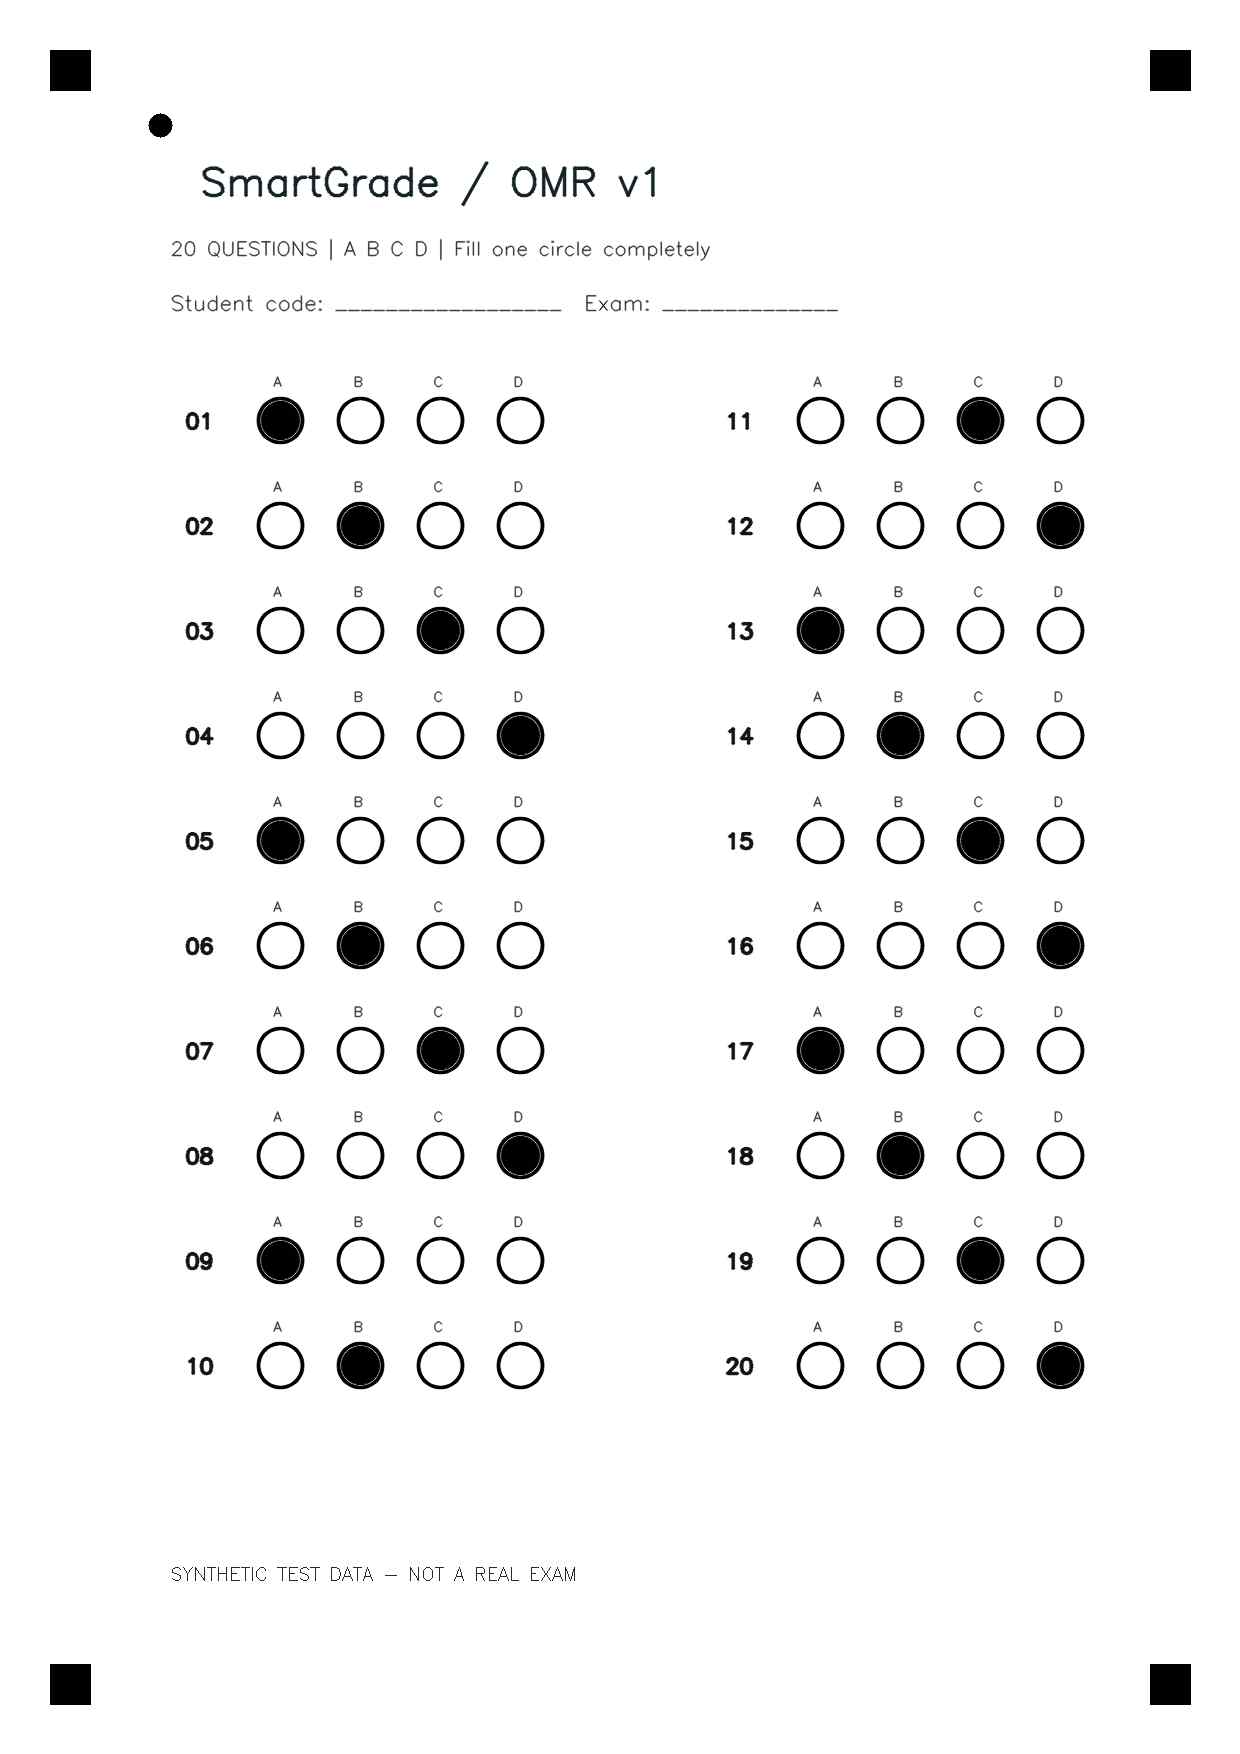 SmartGrade / OMR v1
20 QUESTIONS | A B C D | Fill one circle completely
Student code: __________________ Exam: ______________
A B C D
01
A B C D
02
A B C D
03
A B C D
04
A B C D
05
A B C D
06
A B C D
07
A B C D
08
A B C D
09
A B C D
10
A B C D
11
A B C D
12
A B C D
13
A B C D
14
A B C D
15
A B C D
16
A B C D
17
A B C D
18
A B C D
19
A B C D
20
SYNTHETIC TEST DATA — NOT A REAL EXAM